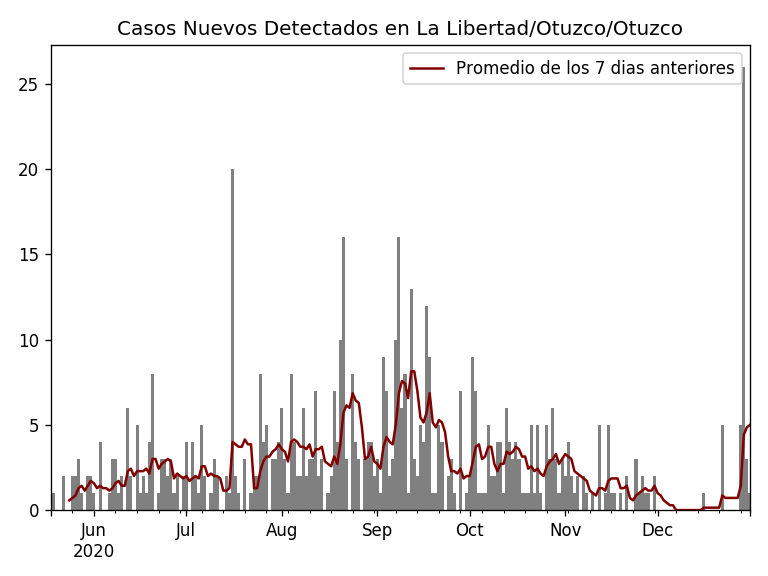 Casos Nuevos Detectados en La Libertad/Otuzco/Otuzco
Promedio de los 7 dias anteriores
25
20
15
10
5
0
Jun Jul Aug Sep Oct Nov Dec
2020